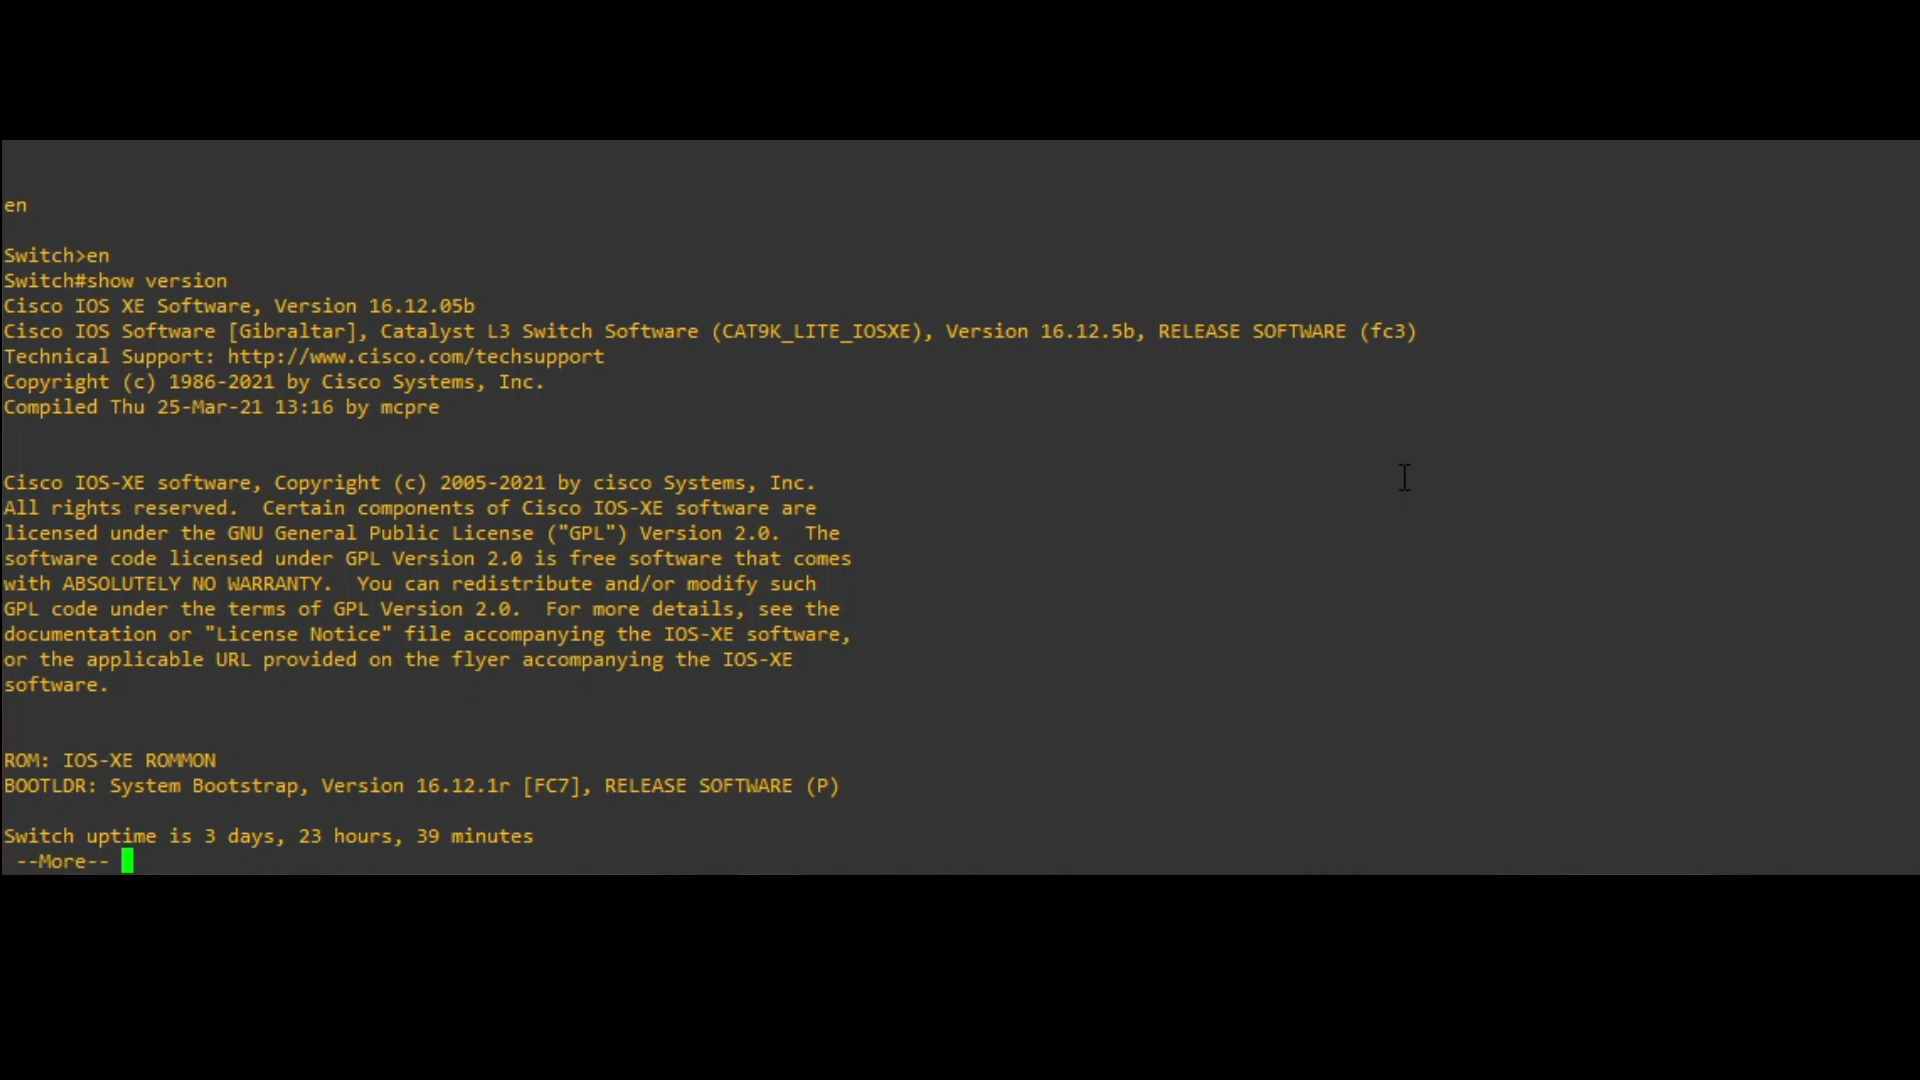 en
Switch>en
Switch#show version
Cisco IOS XE Software, Version 16.12.05b
Cisco IOS Software [Gibraltar], Catalyst L3 Switch Software (CAT9K_LITE_IOSXE), Version 16.12.5b, RELEASE SOFTWARE (fc3)
Technical Support: http://www.cisco.com/techsupport
Copyright (c) 1986-2021 by Cisco Systems, Inc.
Compiled Thu 25-Mar-21 13:16 by mcpre
Cisco IOS-XE software, Copyright (c) 2005-2021 by cisco Systems, Inc.
All rights reserved.  Certain components of Cisco IOS-XE software are
licensed under the GNU General Public License ("GPL") Version 2.0.  The
software code licensed under GPL Version 2.0 is free software that comes
with ABSOLUTELY NO WARRANTY.  You can redistribute and/or modify such
GPL code under the terms of GPL Version 2.0.  For more details, see the
documentation or "License Notice" file accompanying the IOS-XE software,
or the applicable URL provided on the flyer accompanying the IOS-XE
software.
ROM: IOS-XE ROMMON
BOOTLDR: System Bootstrap, Version 16.12.1r [FC7], RELEASE SOFTWARE (P)
Switch uptime is 3 days, 23 hours, 39 minutes
--More--